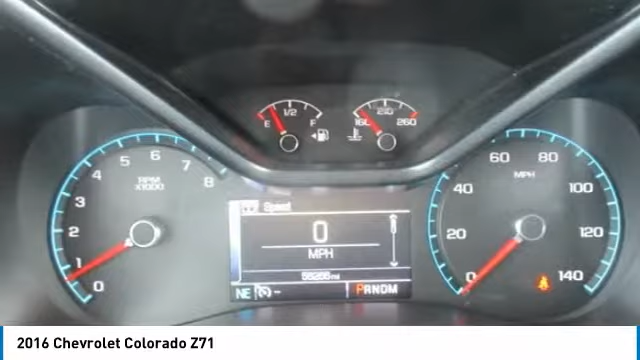 1/2
E F
210
160 260
RPM
X1000
0 1 2 3 4 5 6 7 8
MPH
0 20 40 60 80 100 120 140
Speed
0
MPH
NE
PRNDM
2016 Chevrolet Colorado Z71